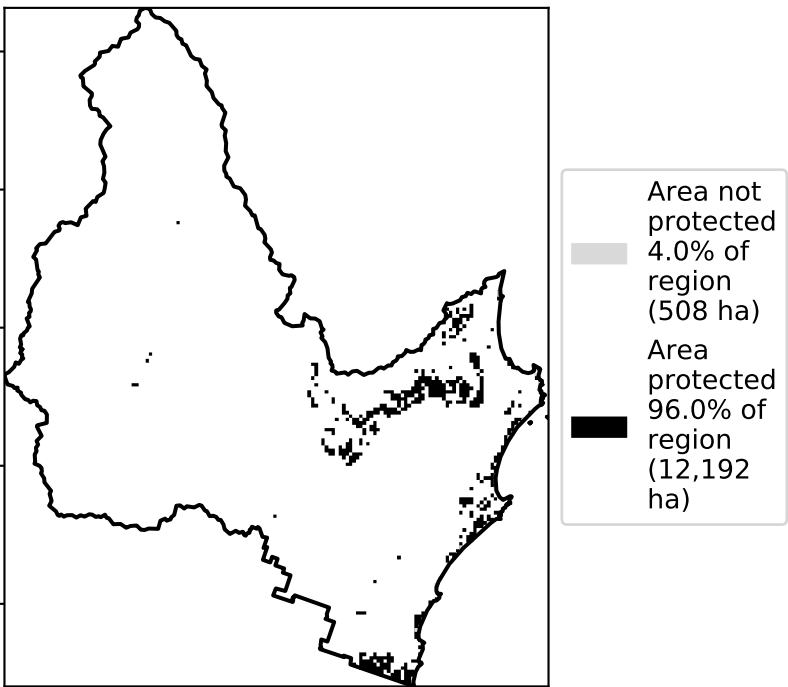 Area not
protected
4.0% of
region
(508 ha)
Area
protected
96.0% of
region
(12,192
ha)